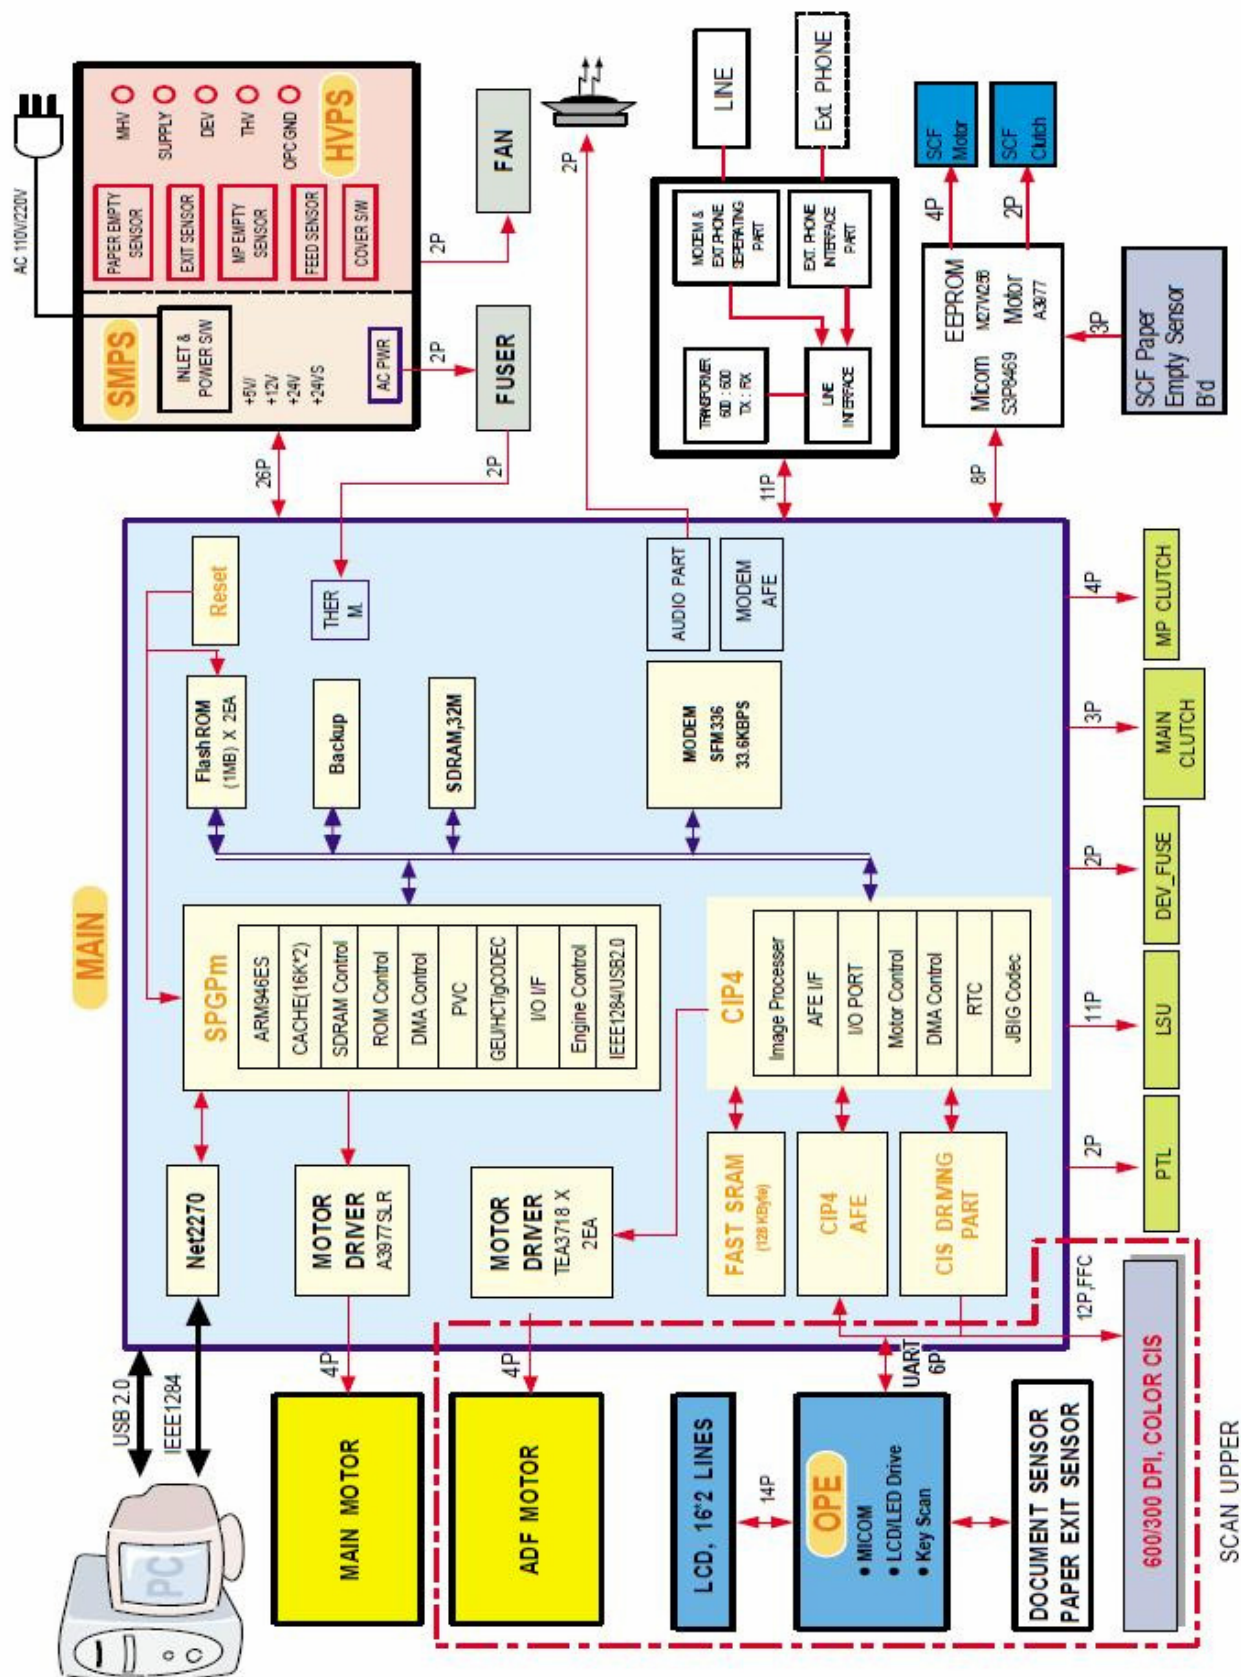 MAIN
USB 2.0
IEEE1284
PC
Net2270
MAIN MOTOR
4P
MOTOR
DRIVER
A3977SLR
ADF MOTOR
4P
MOTOR
DRIVER
TEA3718 X
2EA
SPGPm
ARM946ES
CACHE(16K*2)
SDRAM Control
ROM Control
DMA Control
PVC
GEU/HCT/gCODEC
I/O I/F
Engine Control
IEEE1284/USB2.0
Reset
FlashROM
(1MB) X 2EA
Backup
SDRAM,32M
THER
M.
MODEM
SFM336
33.6KBPS
AUDIO PART
MODEM
AFE
CIP4
Image Processer
AFE I/F
I/O PORT
Motor Control
DMA Control
RTC
JBIG Codec
FAST SRAM
(128 KByte)
CIP4
AFE
CIS DRIVING
PART
LCD, 16*2 LINES
14P
OPE
• MICOM
• LCD/LED Drive
• Key Scan
UART
6P
DOCUMENT SENSOR
PAPER EXIT SENSOR
12P,FFC
600/300 DPI, COLOR CIS
SCAN UPPER
2P
PTL
11P
LSU
2P
DEV_FUSE
3P
MAIN
CLUTCH
4P
MP CLUTCH
AC 110V/220V
SMPS
INLET &
POWER S/W
+5V/
+12V
+24V
+24VS
AC PWR
PAPER EMPTY
SENSOR
EXIT SENSOR
MP EMPTY
SENSOR
FEED SENSOR
COVER S/W
MHV
SUPPLY
DEV
THV
OPC GND
HVPS
26P
2P
FUSER
2P
2P
FAN
2P
LINE
Ext. PHONE
MODEM &
EXT.PHONE
SEPERATING
PART
EXT. PHONE
INTERFACE
PART
TRANSFORMER
600 : 600
TX : RX
LINE
INTERFACE
11P
SCF
Motor
SCF
Clutch
4P
2P
EEPROM
M27W256
Micom
S3P8469
Motor
A3977
8P
3P
SCF Paper
Empty Sensor
B'd